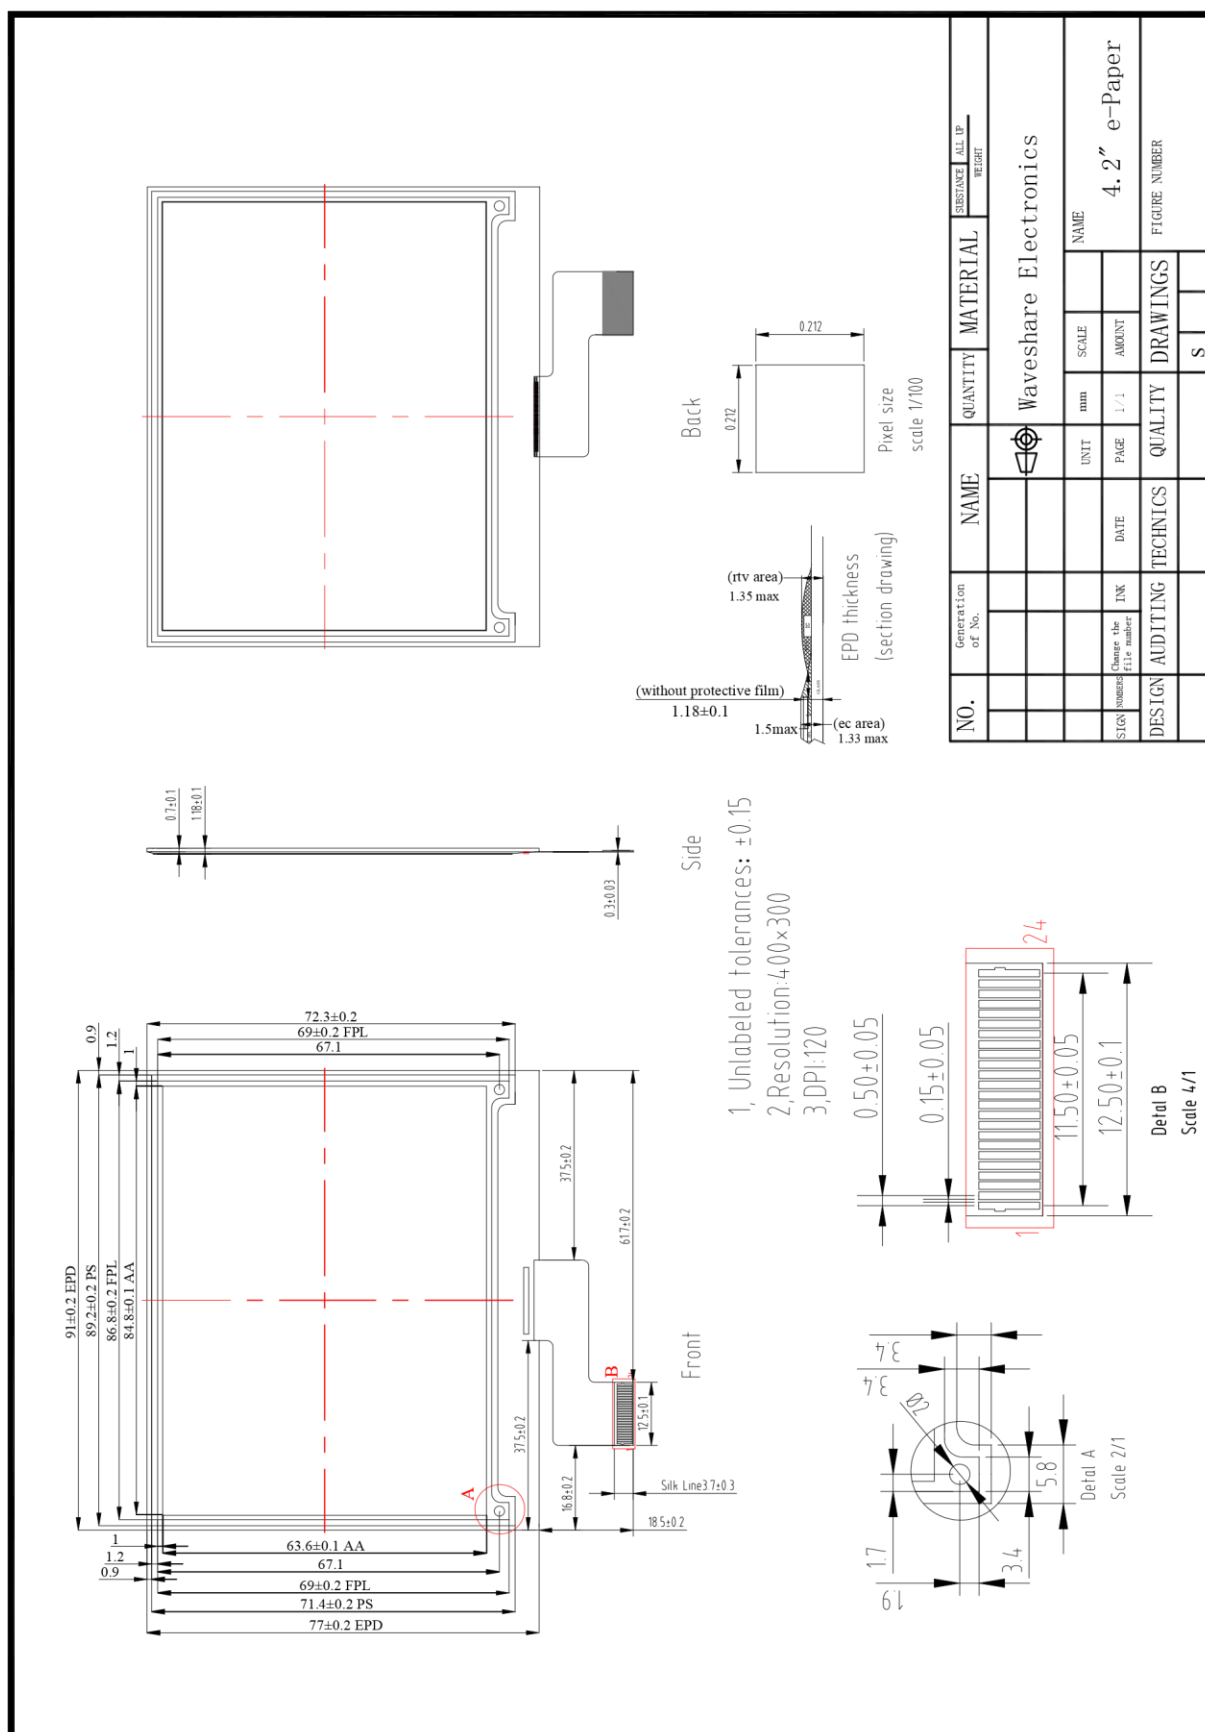 SUBSTANCE
ALL UP
WEIGHT
QUANTITY
MATERIAL
NAME
Generation
of No.
NO.
Waveshare Electronics
NAME
4.2" e-Paper
UNIT
mm
SCALE
PAGE
1/1
AMOUNT
DATE
INK
Change the
file number
NUMBERS
SIGN
FIGURE NUMBER
DESIGN
AUDITING
TECHNICS
QUALITY
DRAWINGS
S
Back
0.212
0.212
Pixel size
scale 1/100
(rtv area)
1.35 max
(without protective film)
1.18±0.1
1.5max
(ec area)
1.33 max
EPD thickness
(section drawing)
0.7±0.1
1.18±0.1
0.3±0.03
Side
1, Unlabeled tolerances: ±0.15
2,Resolution:400x300
3,DPI:120
72.3±0.2
69±0.2 FPL
67.1
0.9
1.2
1
91±0.2 EPD
89.2±0.2 PS
86.8±0.2 FPL
84.8±0.1 AA
37.5±0.2
61.7±0.2
37.5±0.2
B
12.5±0.1
16.8±0.2
Silk Line3.7±0.3
18.5±0.2
A
1
1.2
0.9
63.6±0.1 AA
67.1
69±0.2 FPL
71.4±0.2 PS
77±0.2 EPD
Front
0.50±0.05
0.15±0.05
24
1
11.50±0.05
12.50±0.1
Detal B
Scale 4/1
3.4
3.4
Ø2
1.7
1.9
3.4
5.8
Detal A
Scale 2/1